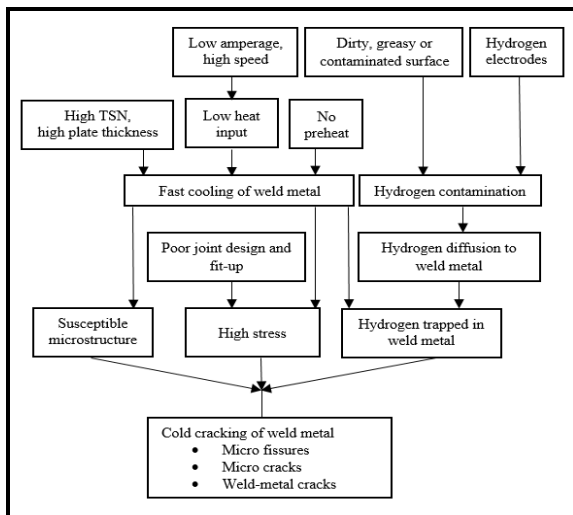 Low amperage,
high speed
Dirty, greasy or
contaminated surface
Hydrogen
electrodes
High TSN,
high plate thickness
Low heat
input
No
preheat
Fast cooling of weld metal
Hydrogen contamination
Poor joint design and
fit-up
Hydrogen diffusion to
weld metal
Susceptible
microstructure
High stress
Hydrogen trapped in
weld metal
Cold cracking of weld metal
• Micro fissures
• Micro cracks
• Weld-metal cracks